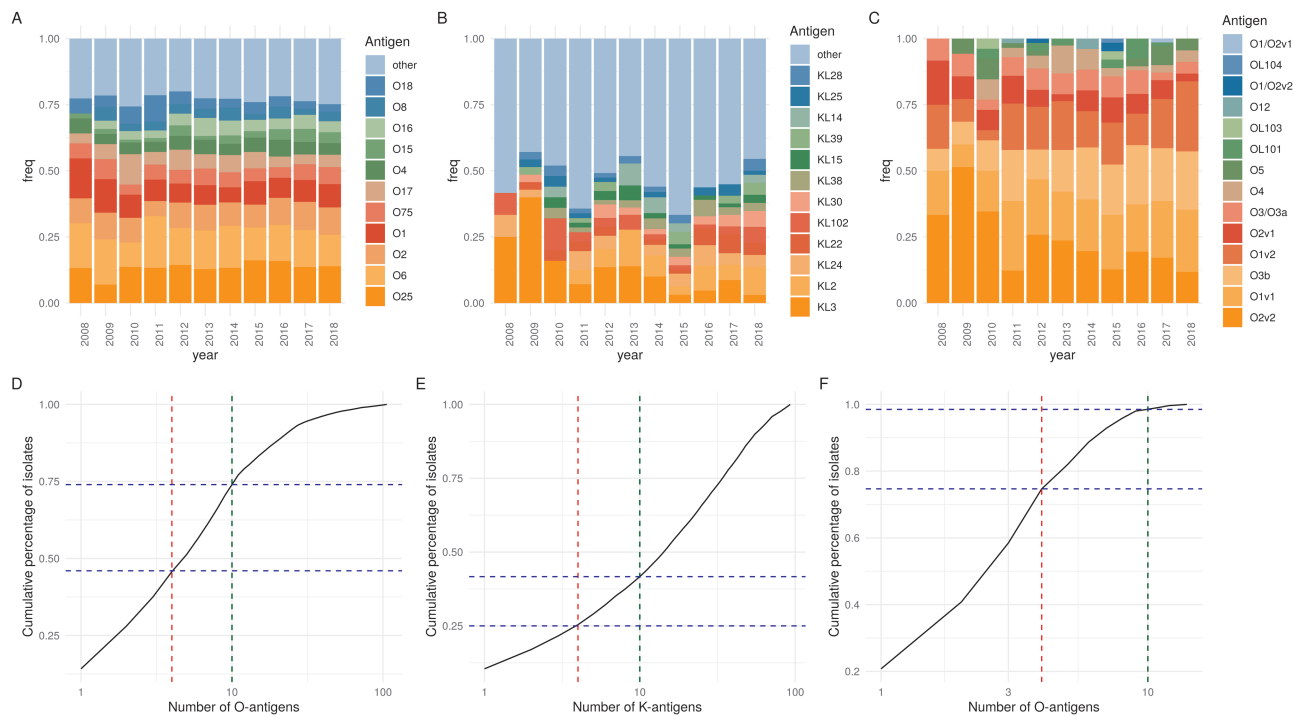 A
1.00
0.75
0.50
0.25
0.00
freq
2008
2009
2010
2011
2012
2013
2014
2015
2016
2017
2018
year
Antigen
other
O18
O8
O16
O15
O4
O17
O75
O1
O2
O6
O25
B
1.00
0.75
0.50
0.25
0.00
freq
2008
2009
2010
2011
2012
2013
2014
2015
2016
2017
2018
year
Antigen
other
KL28
KL25
KL14
KL39
KL15
KL38
KL30
KL102
KL22
KL24
KL2
KL3
C
1.00
0.75
0.50
0.25
0.00
freq
2008
2009
2010
2011
2012
2013
2014
2015
2016
2017
2018
year
Antigen
O1/O2v1
OL104
O1/O2v2
O12
OL103
OL101
O5
O4
O3/O3a
O2v1
O1v2
O3b
O1v1
O2v2
D
1.00
0.75
0.50
0.25
Cumulative percentage of isolates
1
10
100
Number of O-antigens
E
1.00
0.75
0.50
0.25
Cumulative percentage of isolates
1
10
100
Number of K-antigens
F
1.0
0.8
0.6
0.4
0.2
Cumulative percentage of isolates
1
3
10
Number of O-antigens